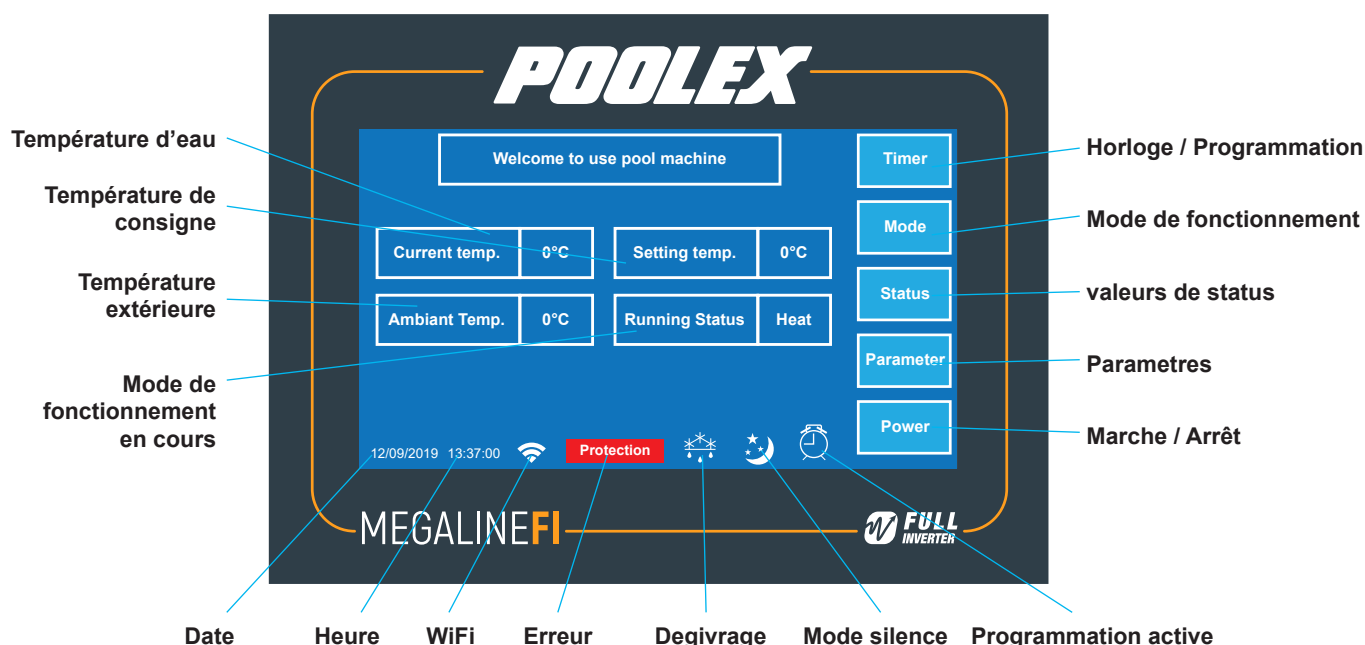 POOLEX
Température d'eau
Welcome to use pool machine
Timer
Horloge / Programmation
Température de
consigne
Mode
Mode de fonctionnement
Current temp. 0°C
Setting temp. 0°C
Température
extérieure
Status
valeurs de status
Ambiant Temp. 0°C
Running Status Heat
Parameter
Parametres
Mode de
fonctionnement
en cours
Power
Marche / Arrêt
12/09/2019 13:37:00
Protection
MEGALINEFI
FULL
INVERTER
Date
Heure
WiFi
Erreur
Degivrage
Mode silence
Programmation active